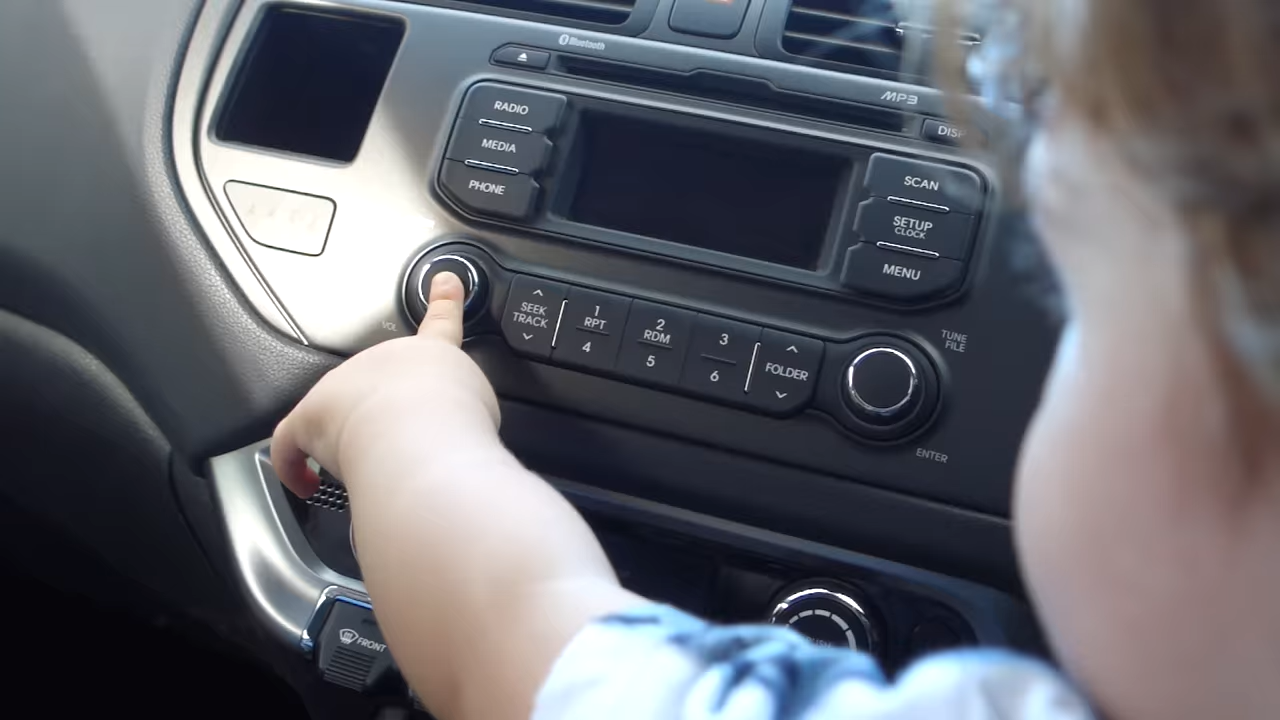 Bluetooth
MP3
DISP
RADIO
MEDIA
PHONE
SCAN
SETUP
CLOCK
MENU
VOL
SEEK
TRACK
1
RPT
4
2
RDM
5
3
6
FOLDER
TUNE
FILE
ENTER
FRONT